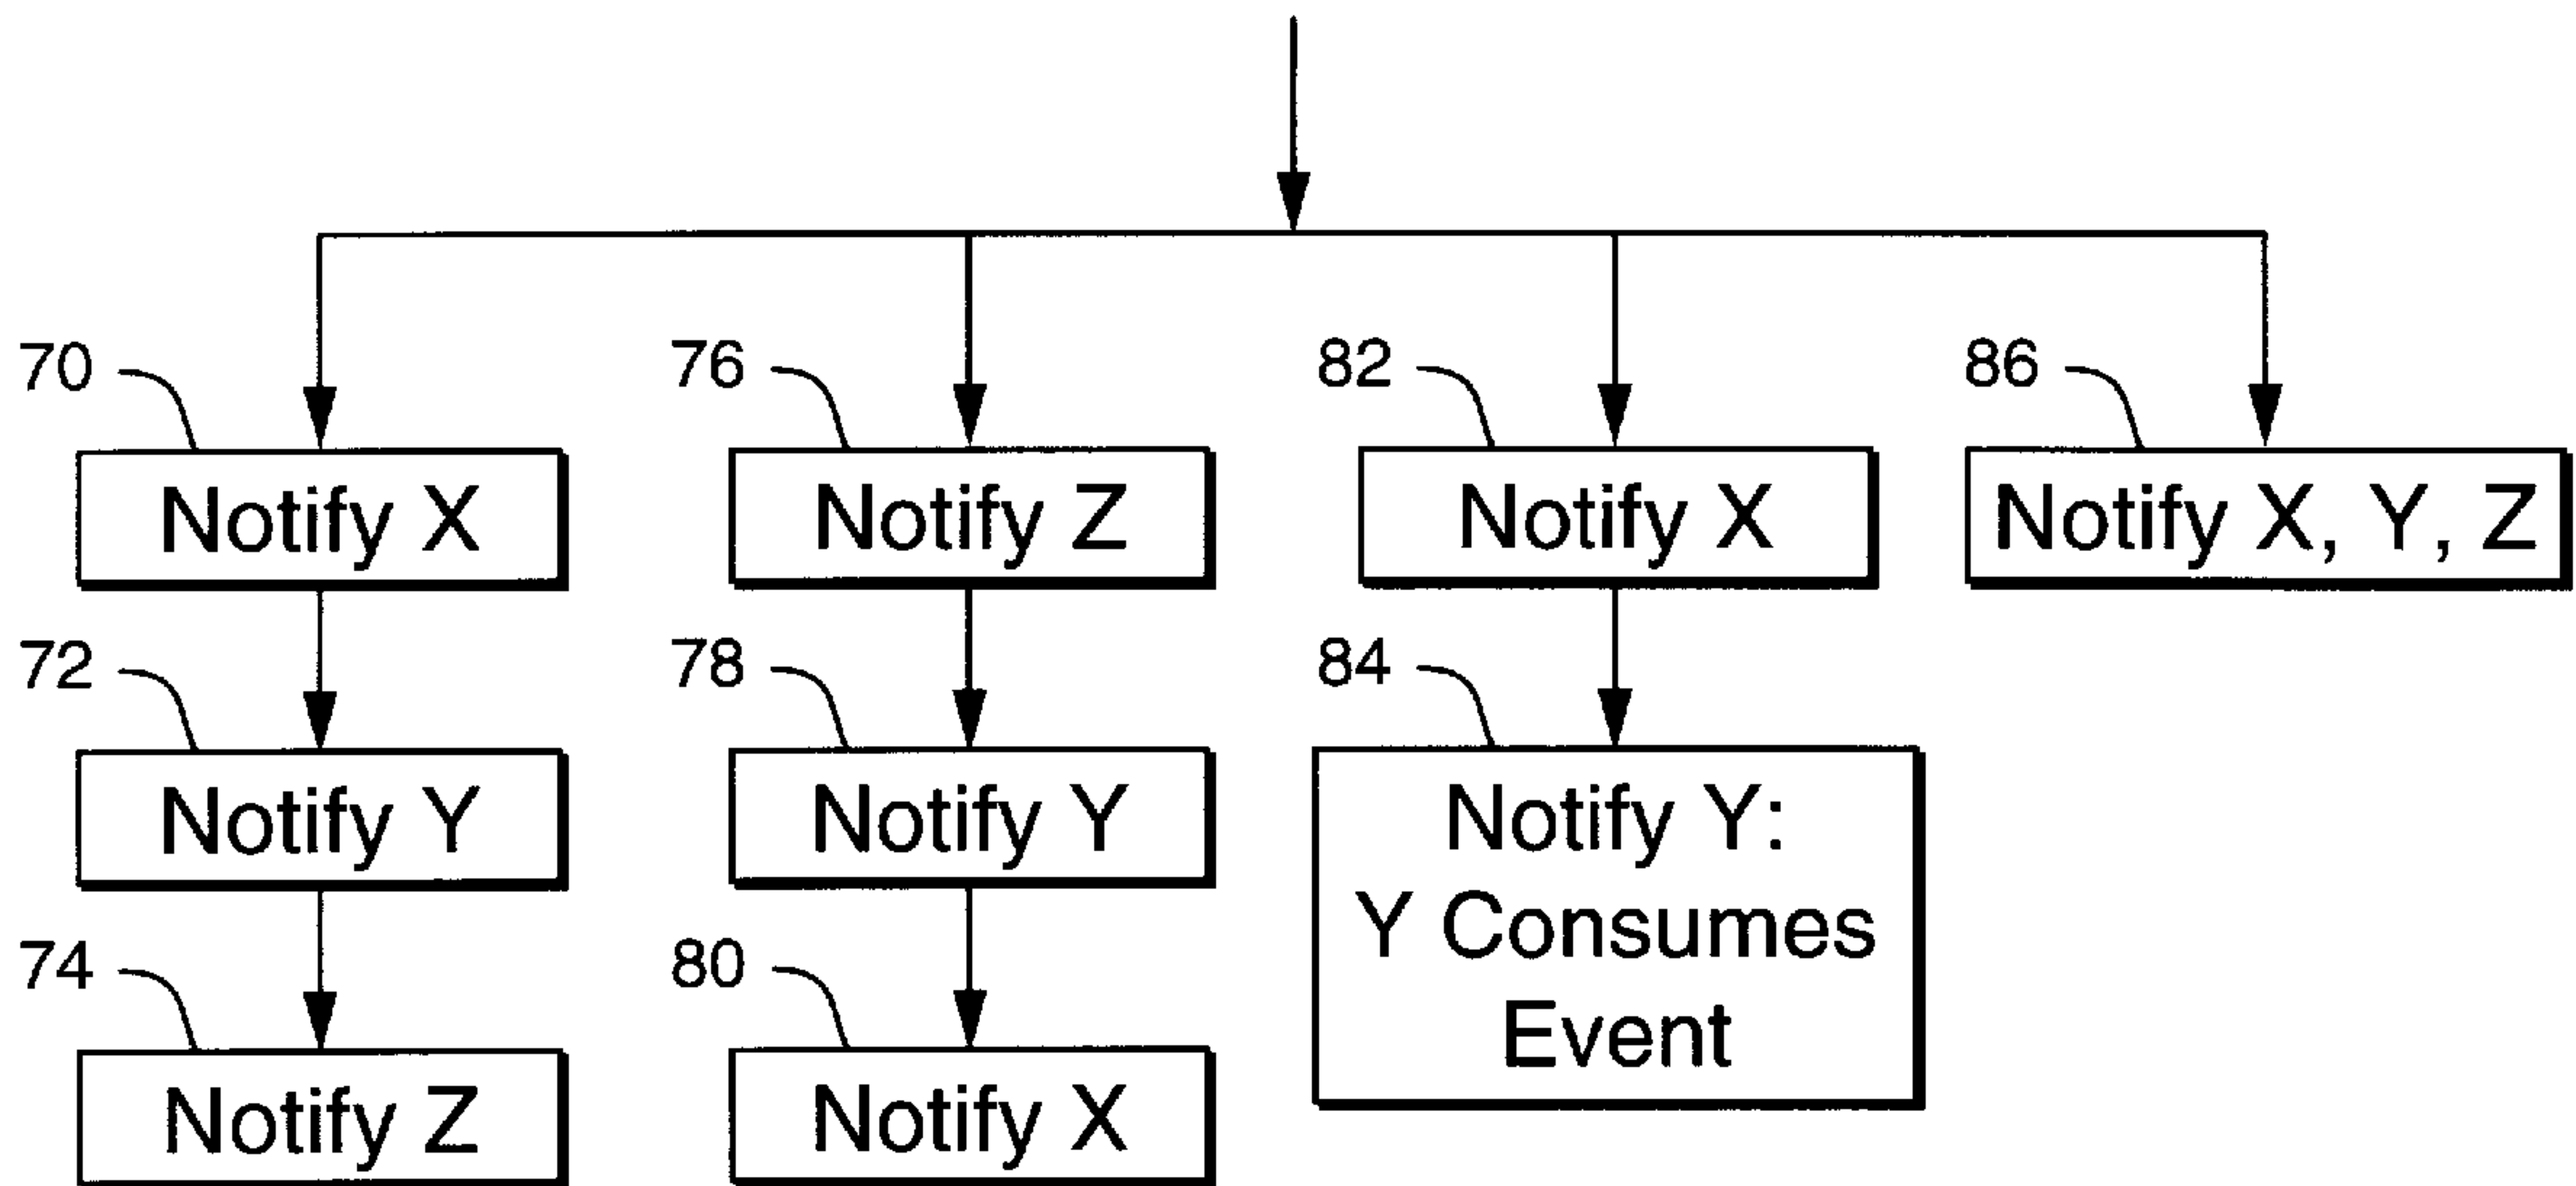 70
76
82
86
Notify X
Notify Z
Notify X
Notify X, Y, Z
72
78
84
Notify Y
Notify Y
Notify Y:
Y Consumes
Event
74
80
Notify Z
Notify X